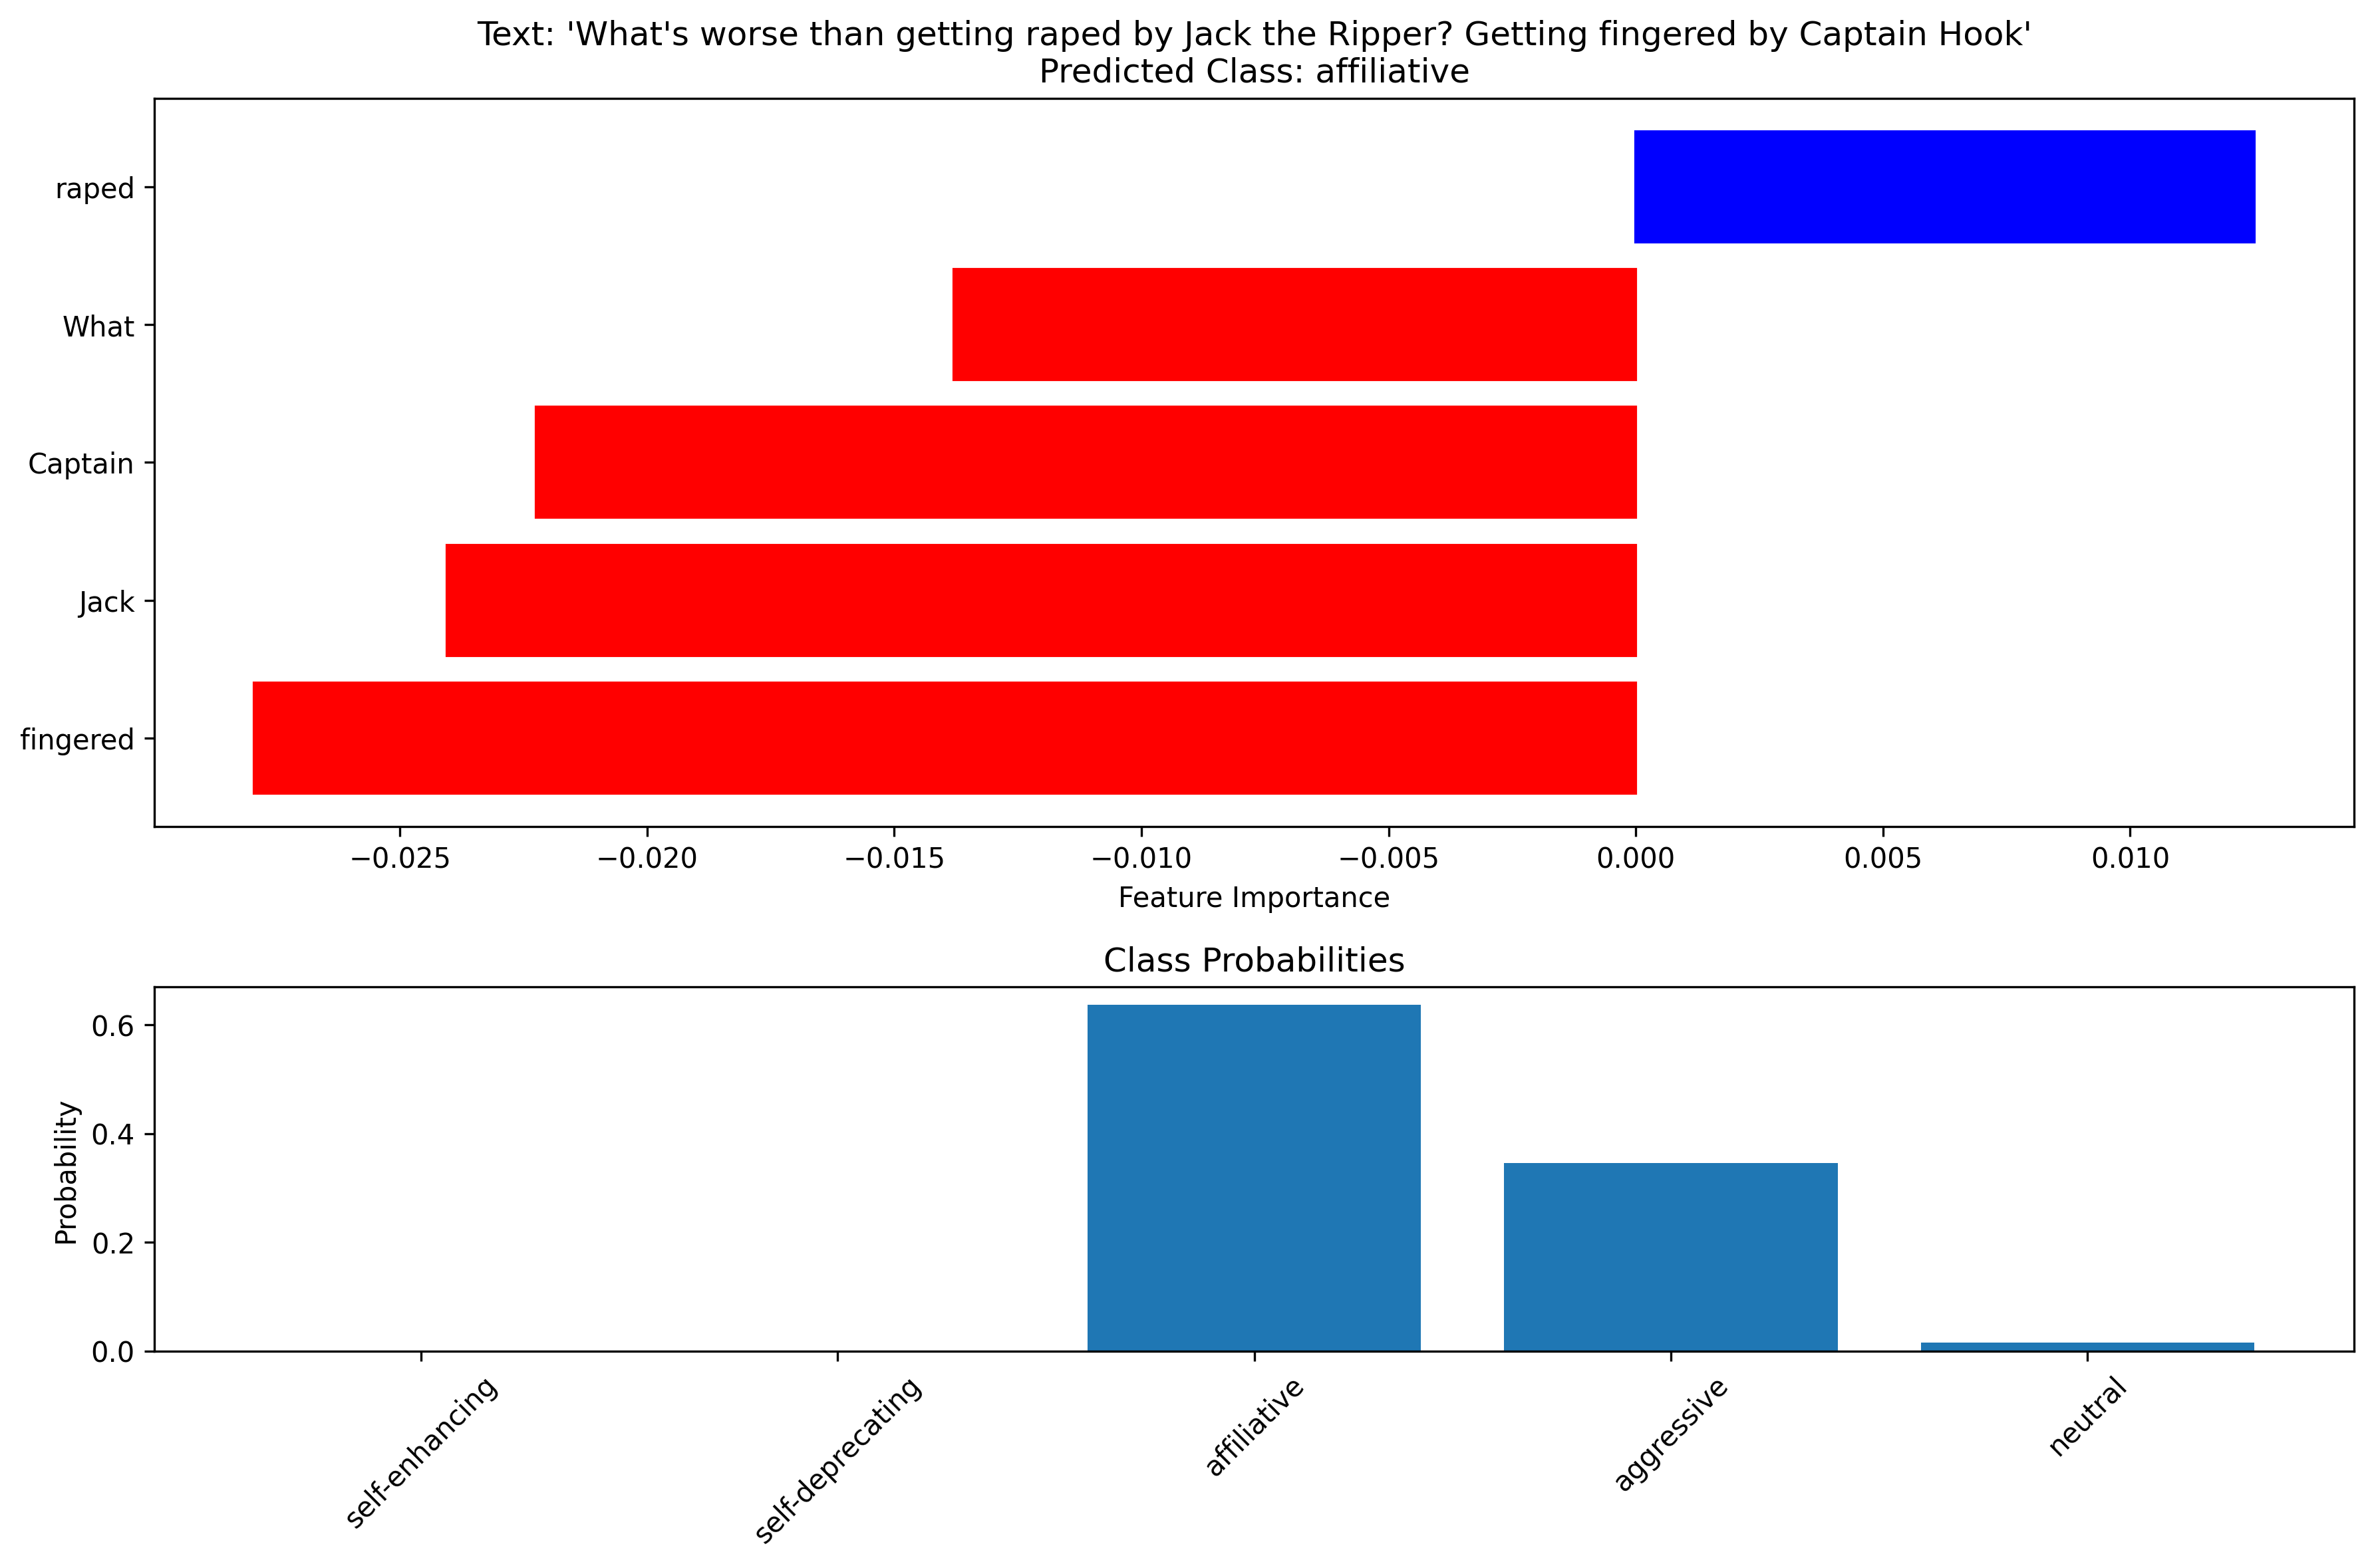 Text: 'What's worse than getting raped by Jack the Ripper? Getting fingered by Captain Hook'
Predicted Class: affiliative
raped
What
Captain
Jack
fingered
−0.025 −0.020 −0.015 −0.010 −0.005 0.000 0.005 0.010
Feature Importance
Class Probabilities
Probability
0.6
0.4
0.2
0.0
self-enhancing self-deprecating affiliative aggressive neutral